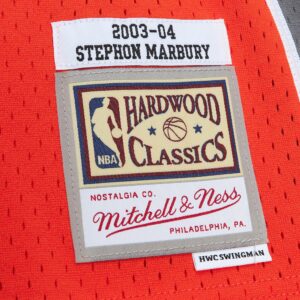 2003-04
STEPHON MARBURY
NBA
HARDWOOD
CLASSICS
NOSTALGIA CO.
Mitchell & Ness
PHILADELPHIA, PA.
HWC SWINGMAN